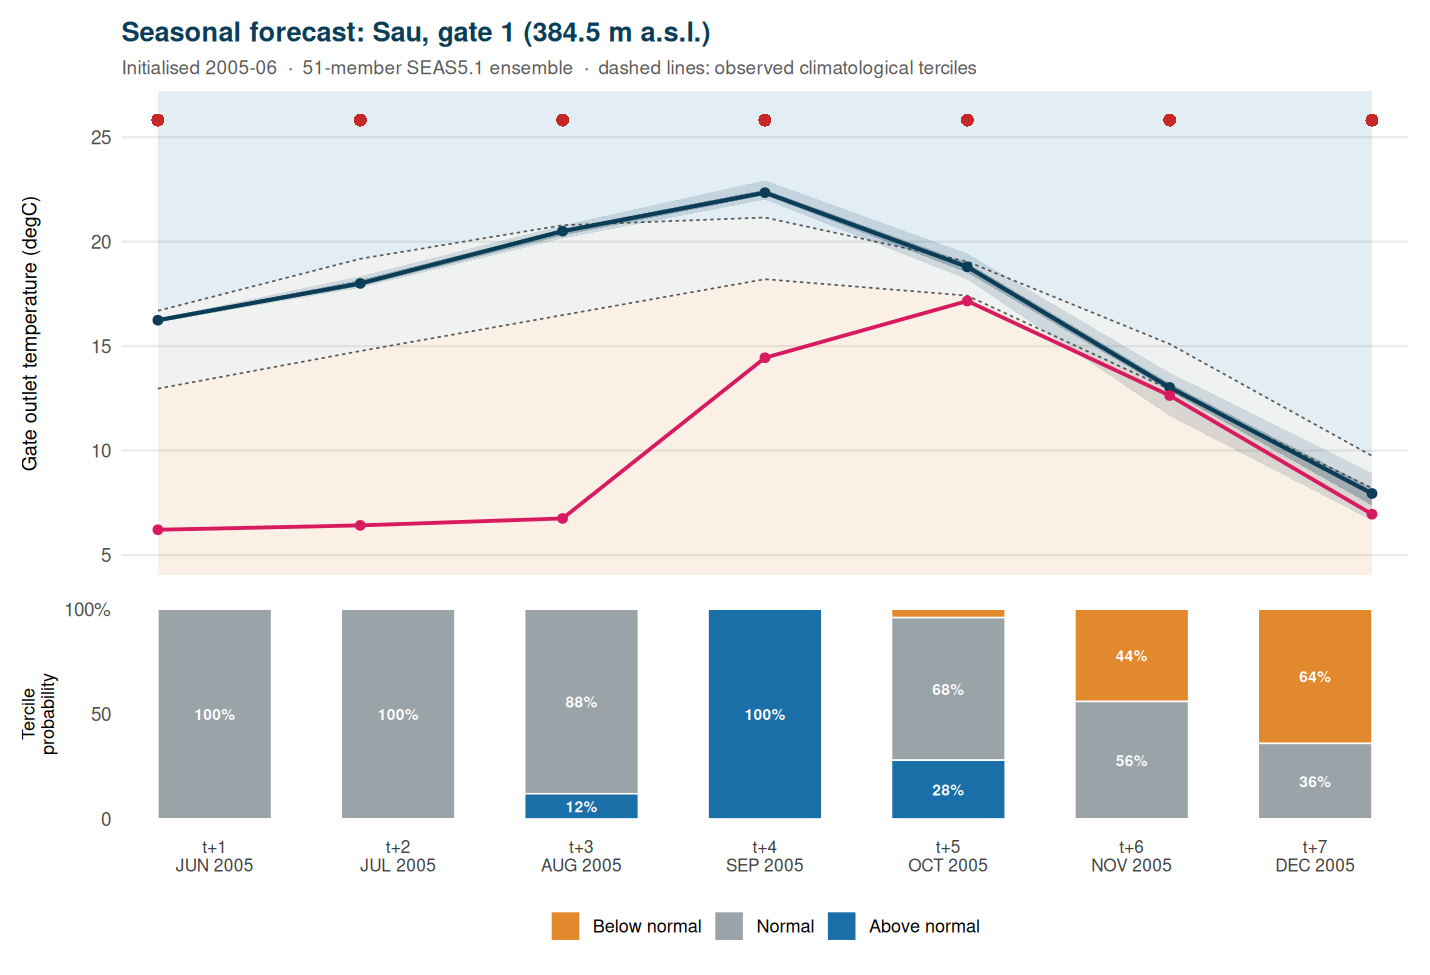 Seasonal forecast: Sau, gate 1 (384.5 m a.s.l.)
Initialised 2005-06 · 51-member SEAS5.1 ensemble · dashed lines: observed climatological terciles
Gate outlet temperature (degC)
25
20
15
10
5
Tercile
probability
100%
50
0
100%
100%
88%
12%
100%
68%
28%
44%
56%
64%
36%
t+1
JUN 2005
t+2
JUL 2005
t+3
AUG 2005
t+4
SEP 2005
t+5
OCT 2005
t+6
NOV 2005
t+7
DEC 2005
Below normal
Normal
Above normal